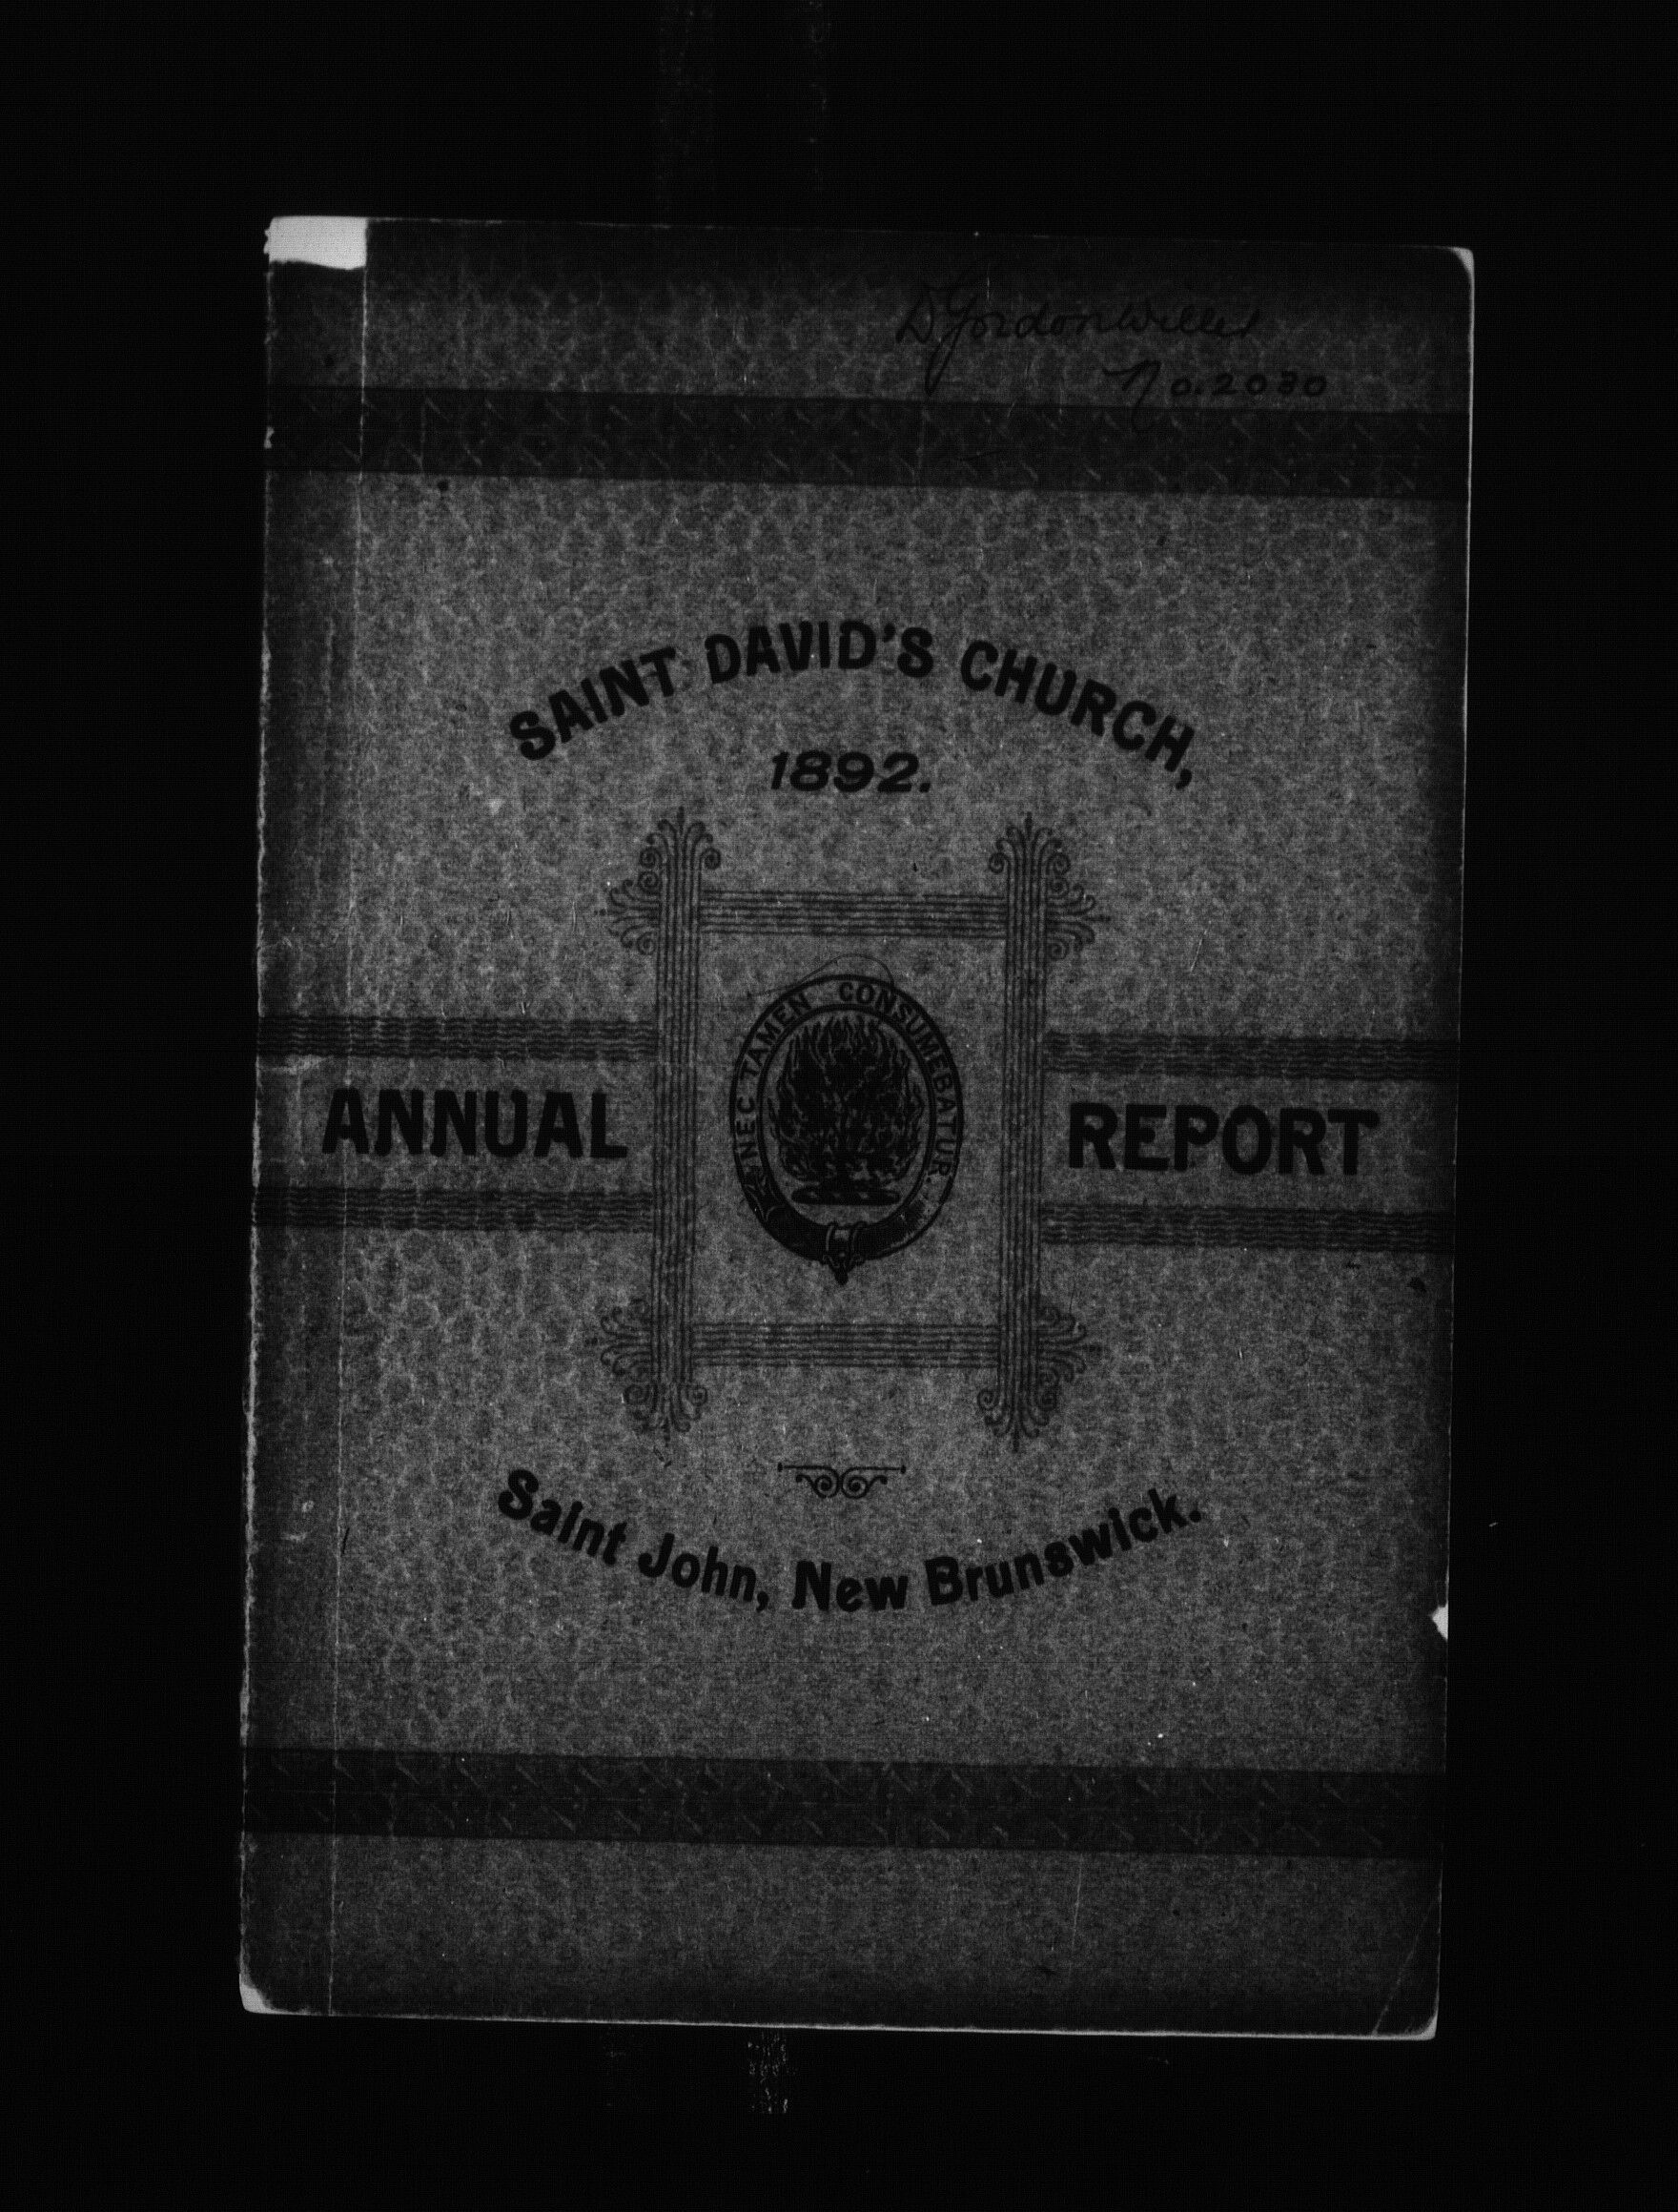 D Gordon Willet
No. 2030
SAINT DAVID'S CHURCH,
1892.
NEC TAMEN CONSUMEBATUR.
ANNUAL REPORT
Saint John, New Brunswick.